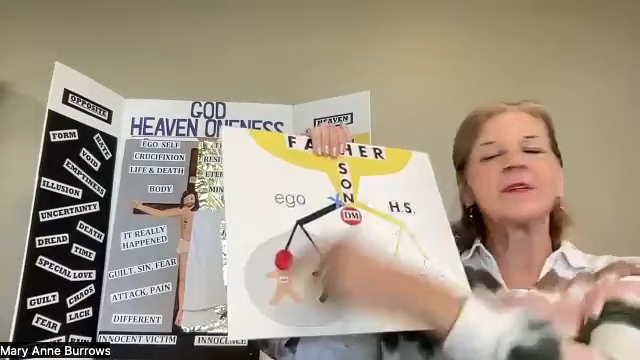 OPPOSITE
FORM
HATE
VOID
EMPTINESS
ILLUSION
UNCERTAINTY
DEATH
DREAD
TIME
SPECIAL LOVE
GUILT
CHAOS
FEAR
LACK
GOD
HEAVEN ONENESS
EGO SELF
CRUCIFIXION
LIFE & DEATH
BODY
IT REALLY
HAPPENED
GUILT, SIN, FEAR
ATTACK, PAIN
DIFFERENT
INNOCENT VICTIM
INNOCENCE
HEAVEN
FATHER
SON
DM
ego
H.S.
Mary Anne Burrows